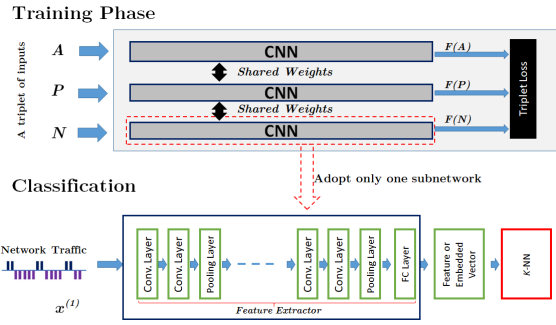 Training Phase
A triplet of inputs
A
CNN
F(A)
Shared Weights
P
CNN
F(P)
Shared Weights
N
CNN
F(N)
Triplet Loss
Adopt only one subnetwork
Classification
Network Traffic
x(1)
Conv. Layer
Conv. Layer
Pooling Layer
Conv. Layer
Conv. Layer
Pooling Layer
FC Layer
Feature Extractor
Feature or
Embedded
Vector
K-NN